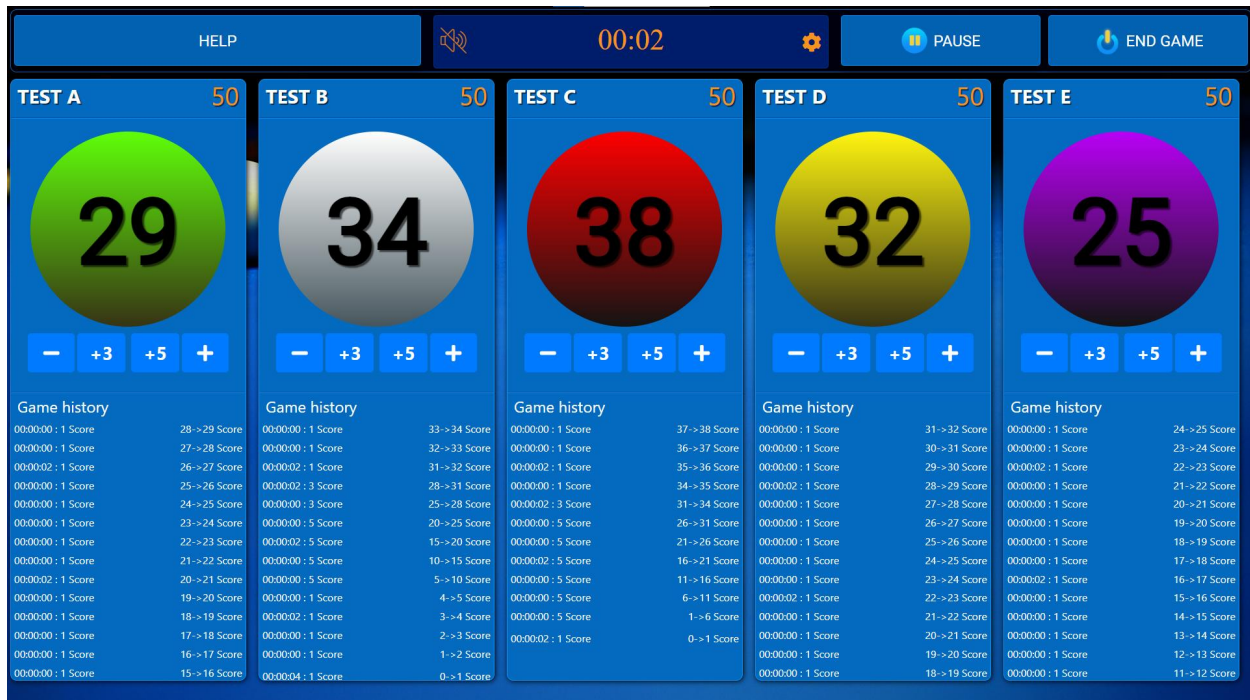 HELP
00:02
PAUSE
END GAME
TEST A 50
29
− +3 +5 +
Game history
00:00:00 : 1 Score 28->29 Score
00:00:00 : 1 Score 27->28 Score
00:00:02 : 1 Score 26->27 Score
00:00:00 : 1 Score 25->26 Score
00:00:00 : 1 Score 24->25 Score
00:00:00 : 1 Score 23->24 Score
00:00:00 : 1 Score 22->23 Score
00:00:00 : 1 Score 21->22 Score
00:00:02 : 1 Score 20->21 Score
00:00:00 : 1 Score 19->20 Score
00:00:00 : 1 Score 18->19 Score
00:00:00 : 1 Score 17->18 Score
00:00:00 : 1 Score 16->17 Score
00:00:00 : 1 Score 15->16 Score
TEST B 50
34
− +3 +5 +
Game history
00:00:00 : 1 Score 33->34 Score
00:00:00 : 1 Score 32->33 Score
00:00:02 : 1 Score 31->32 Score
00:00:02 : 3 Score 28->31 Score
00:00:00 : 3 Score 25->28 Score
00:00:00 : 5 Score 20->25 Score
00:00:02 : 5 Score 15->20 Score
00:00:00 : 5 Score 10->15 Score
00:00:00 : 5 Score 5->10 Score
00:00:00 : 1 Score 4->5 Score
00:00:02 : 1 Score 3->4 Score
00:00:00 : 1 Score 2->3 Score
00:00:00 : 1 Score 1->2 Score
00:00:04 : 1 Score 0->1 Score
TEST C 50
38
− +3 +5 +
Game history
00:00:00 : 1 Score 37->38 Score
00:00:00 : 1 Score 36->37 Score
00:00:02 : 1 Score 35->36 Score
00:00:00 : 1 Score 34->35 Score
00:00:02 : 3 Score 31->34 Score
00:00:00 : 5 Score 26->31 Score
00:00:00 : 5 Score 21->26 Score
00:00:02 : 5 Score 16->21 Score
00:00:00 : 5 Score 11->16 Score
00:00:00 : 5 Score 6->11 Score
00:00:00 : 5 Score 1->6 Score
00:00:02 : 1 Score 0->1 Score
TEST D 50
32
− +3 +5 +
Game history
00:00:00 : 1 Score 31->32 Score
00:00:00 : 1 Score 30->31 Score
00:00:00 : 1 Score 29->30 Score
00:00:02 : 1 Score 28->29 Score
00:00:00 : 1 Score 27->28 Score
00:00:00 : 1 Score 26->27 Score
00:00:00 : 1 Score 25->26 Score
00:00:00 : 1 Score 24->25 Score
00:00:00 : 1 Score 23->24 Score
00:00:02 : 1 Score 22->23 Score
00:00:00 : 1 Score 21->22 Score
00:00:00 : 1 Score 20->21 Score
00:00:00 : 1 Score 19->20 Score
00:00:00 : 1 Score 18->19 Score
TEST E 50
25
− +3 +5 +
Game history
00:00:00 : 1 Score 24->25 Score
00:00:00 : 1 Score 23->24 Score
00:00:02 : 1 Score 22->23 Score
00:00:00 : 1 Score 21->22 Score
00:00:00 : 1 Score 20->21 Score
00:00:00 : 1 Score 19->20 Score
00:00:00 : 1 Score 18->19 Score
00:00:00 : 1 Score 17->18 Score
00:00:02 : 1 Score 16->17 Score
00:00:00 : 1 Score 15->16 Score
00:00:00 : 1 Score 14->15 Score
00:00:00 : 1 Score 13->14 Score
00:00:00 : 1 Score 12->13 Score
00:00:00 : 1 Score 11->12 Score